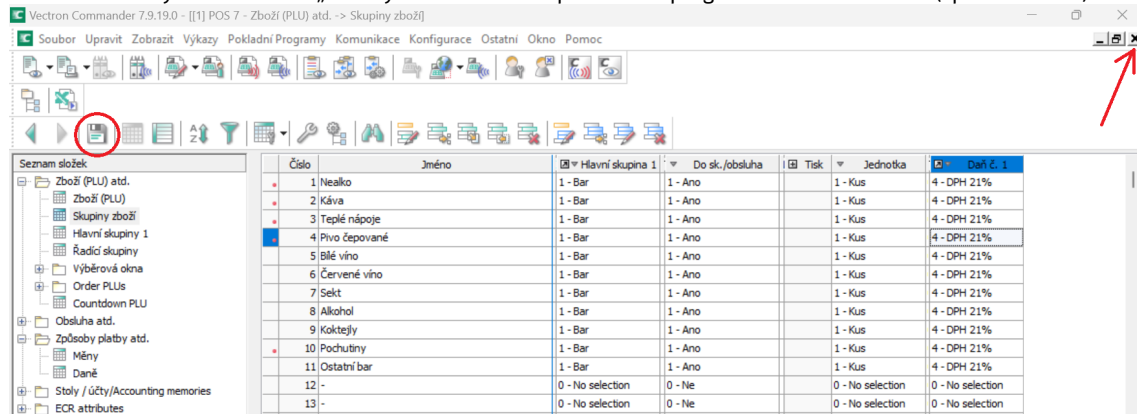 Vectron Commander 7.9.19.0 - [[1] POS 7 - Zboží (PLU) atd. -> Skupiny zboží]
Soubor Upravit Zobrazit Výkazy Pokladní Programy Komunikace Konfigurace Ostatní Okno Pomoc
Seznam složek
Zboží (PLU) atd.
Zboží (PLU)
Skupiny zboží
Hlavní skupiny 1
Řadící skupiny
Výběrová okna
Order PLUs
Countdown PLU
Obsluha atd.
Způsoby platby atd.
Měny
Daně
Stoly / účty/Accounting memories
ECR attributes
Číslo Jméno Hlavní skupina 1 Do sk./obsluha Tisk Jednotka Daň č. 1
1 Nealko 1 - Bar 1 - Ano 1 - Kus 4 - DPH 21%
2 Káva 1 - Bar 1 - Ano 1 - Kus 4 - DPH 21%
3 Teplé nápoje 1 - Bar 1 - Ano 1 - Kus 4 - DPH 21%
4 Pivo čepované 1 - Bar 1 - Ano 1 - Kus 4 - DPH 21%
5 Bílé víno 1 - Bar 1 - Ano 1 - Kus 4 - DPH 21%
6 Červené víno 1 - Bar 1 - Ano 1 - Kus 4 - DPH 21%
7 Sekt 1 - Bar 1 - Ano 1 - Kus 4 - DPH 21%
8 Alkohol 1 - Bar 1 - Ano 1 - Kus 4 - DPH 21%
9 Koktejly 1 - Bar 1 - Ano 1 - Kus 4 - DPH 21%
10 Pochutiny 1 - Bar 1 - Ano 1 - Kus 4 - DPH 21%
11 Ostatní bar 1 - Bar 1 - Ano 1 - Kus 4 - DPH 21%
12 - 0 - No selection 0 - Ne 0 - No selection 0 - No selection
13 - 0 - No selection 0 - Ne 0 - No selection 0 - No selection